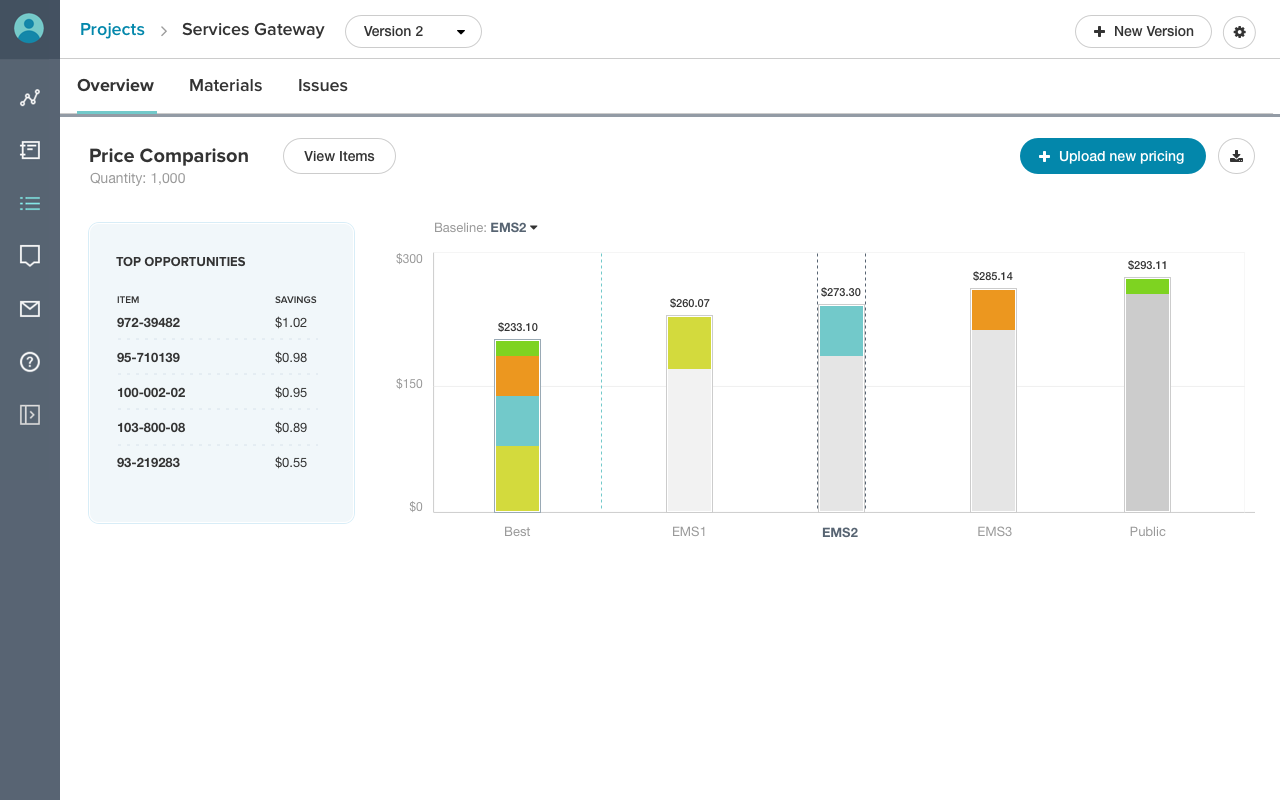 Projects > Services Gateway Version 2 + New Version
Overview Materials Issues
Price Comparison View Items + Upload new pricing
Quantity: 1,000
TOP OPPORTUNITIES
ITEM SAVINGS
972-39482 $1.02
95-710139 $0.98
100-002-02 $0.95
103-800-08 $0.89
93-219283 $0.55
Baseline: EMS2
$300
$150
$0
$233.10
$260.07
$273.30
$285.14
$293.11
Best EMS1 EMS2 EMS3 Public